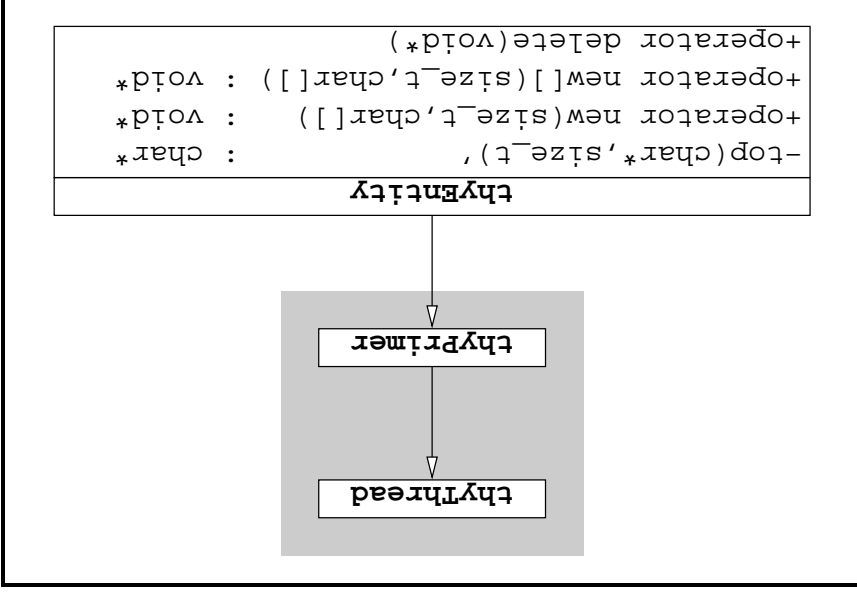 thyThread
thyPrimer
thyEntity
-top(char*,size_t)' : char*
+operator new(size_t,char[]) : void*
+operator new[](size_t,char[]) : void*
+operator delete(void*)